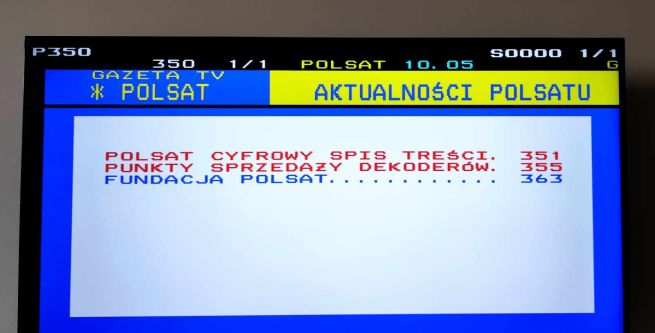 P350 S0000 1/1
350 1/1 POLSAT 10.05 G
GAZETA TV
* POLSAT AKTUALNOŚCI POLSATU
POLSAT CYFROWY SPIS TREŚCI. 351
PUNKTY SPRZEDAŻY DEKODERÓW. 355
FUNDACJA POLSAT............. 363